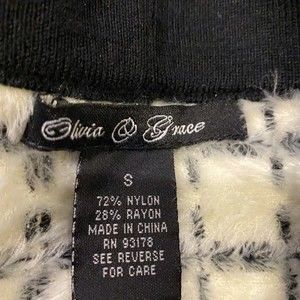 Olivia & Grace
S
72% NYLON
28% RAYON
MADE IN CHINA
RN 93178
SEE REVERSE
FOR CARE